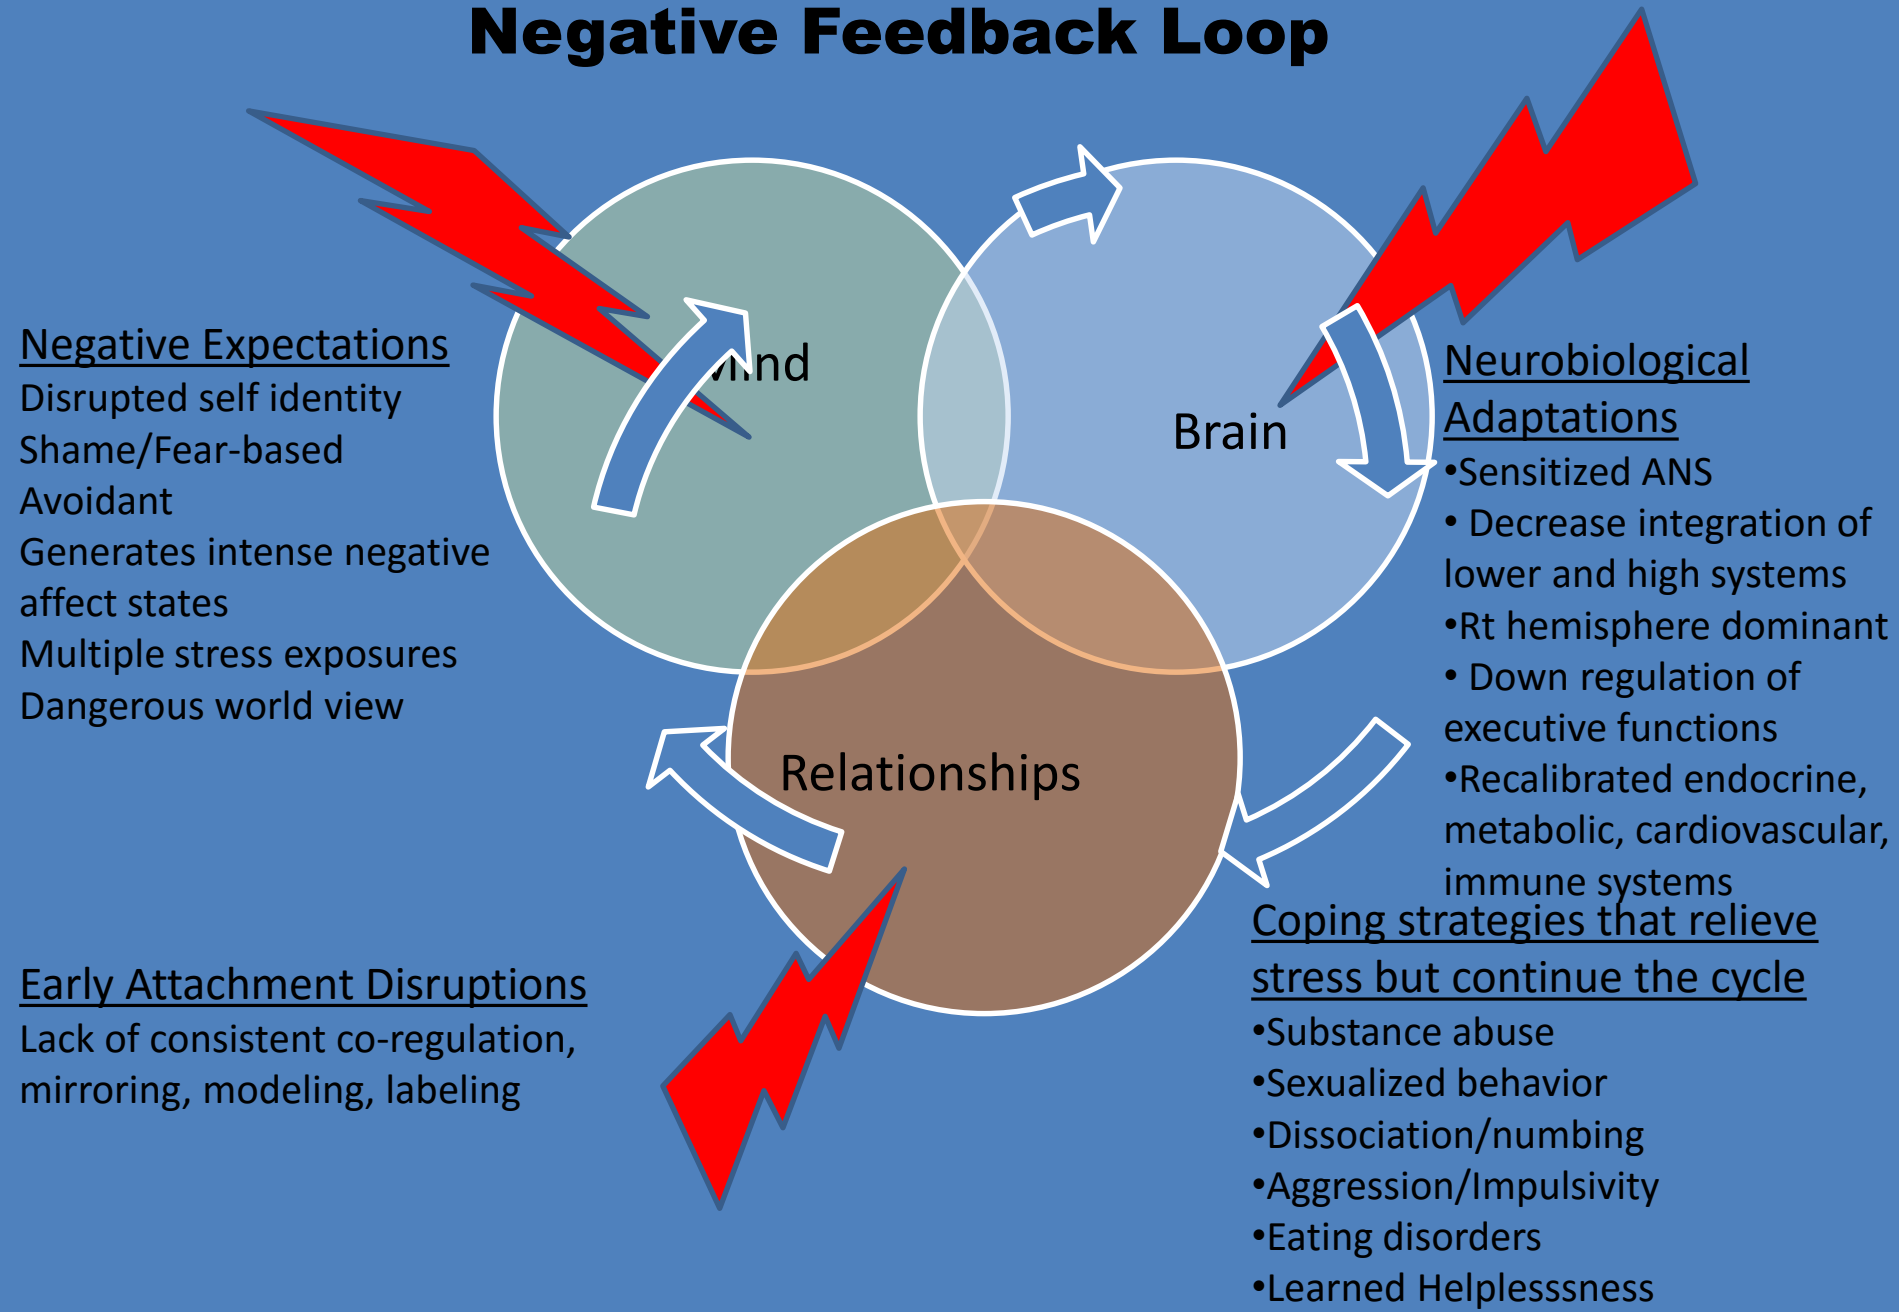 Negative Feedback Loop
Mind
Brain
Relationships
Negative Expectations
Disrupted self identity
Shame/Fear-based
Avoidant
Generates intense negative
affect states
Multiple stress exposures
Dangerous world view
Neurobiological
Adaptations
•Sensitized ANS
• Decrease integration of
lower and high systems
•Rt hemisphere dominant
• Down regulation of
executive functions
•Recalibrated endocrine,
metabolic, cardiovascular,
immune systems
Early Attachment Disruptions
Lack of consistent co-regulation,
mirroring, modeling, labeling
Coping strategies that relieve
stress but continue the cycle
•Substance abuse
•Sexualized behavior
•Dissociation/numbing
•Aggression/Impulsivity
•Eating disorders
•Learned Helplesssness